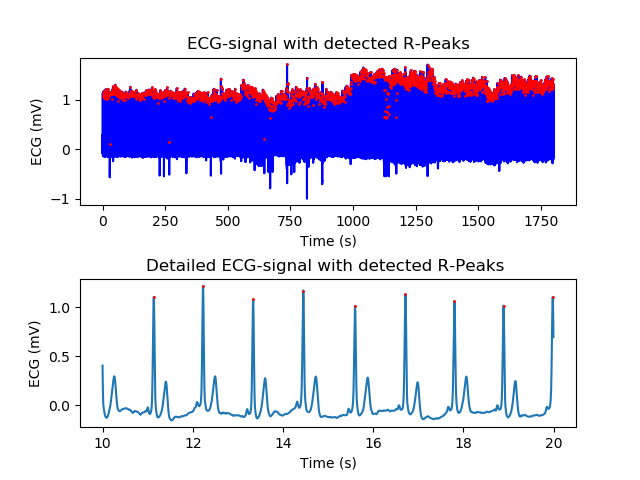 ECG-signal with detected R-Peaks
1
0
−1
ECG (mV)
0 250 500 750 1000 1250 1500 1750
Time (s)
Detailed ECG-signal with detected R-Peaks
1.0
0.5
0.0
ECG (mV)
10 12 14 16 18 20
Time (s)